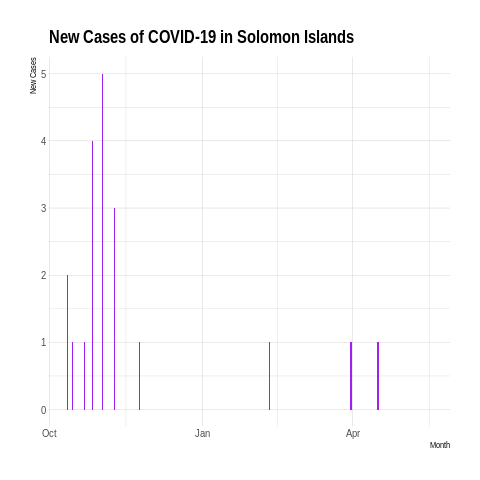 New Cases of COVID-19 in Solomon Islands
New Cases
5
4
3
2
1
0
Oct
Jan
Apr
Month